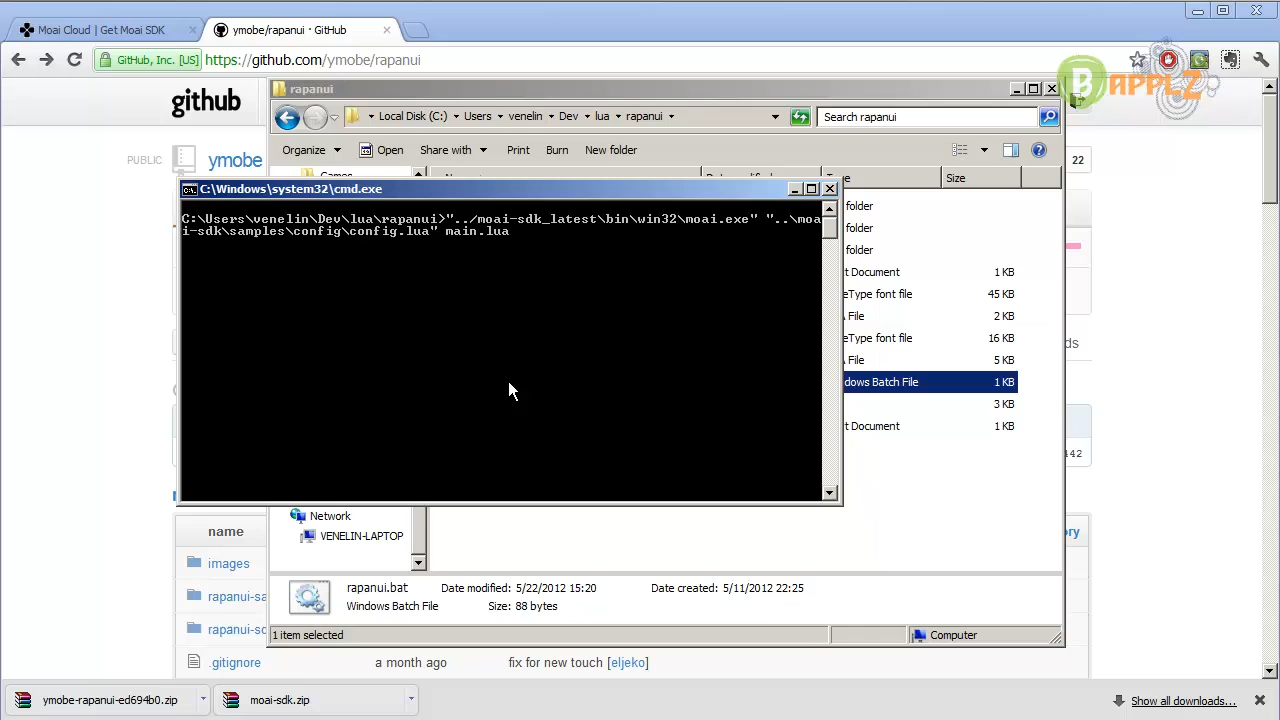 Moai Cloud | Get Moai SDK
ymobe/rapanui · GitHub
GitHub, Inc. [US]
https://github.com/ymobe/rapanui
B APPLZ
github
PUBLIC
ymobe
22
rapanui
Local Disk (C:) Users venelin Dev lua rapanui
Search rapanui
Organize Open Share with Print Burn New folder
Size
C:\Windows\system32\cmd.exe
C:\Users\venelin\Dev\lua\rapanui>"../moai-sdk_latest\bin\win32\moai.exe" "..\moa
i-sdk\samples\config\config.lua" main.lua
folder
folder
folder
t Document 1 KB
eType font file 45 KB
File 2 KB
eType font file 16 KB
File 5 KB
dows Batch File 1 KB
3 KB
t Document 1 KB
ds
442
Network
VENELIN-LAPTOP
name
ory
images
rapanui-sa
rapanui-sd
rapanui.bat Date modified: 5/22/2012 15:20 Date created: 5/11/2012 22:25
Windows Batch File Size: 88 bytes
1 item selected
Computer
.gitignore a month ago fix for new touch [eljeko]
ymobe-rapanui-ed694b0.zip
moai-sdk.zip
Show all downloads...